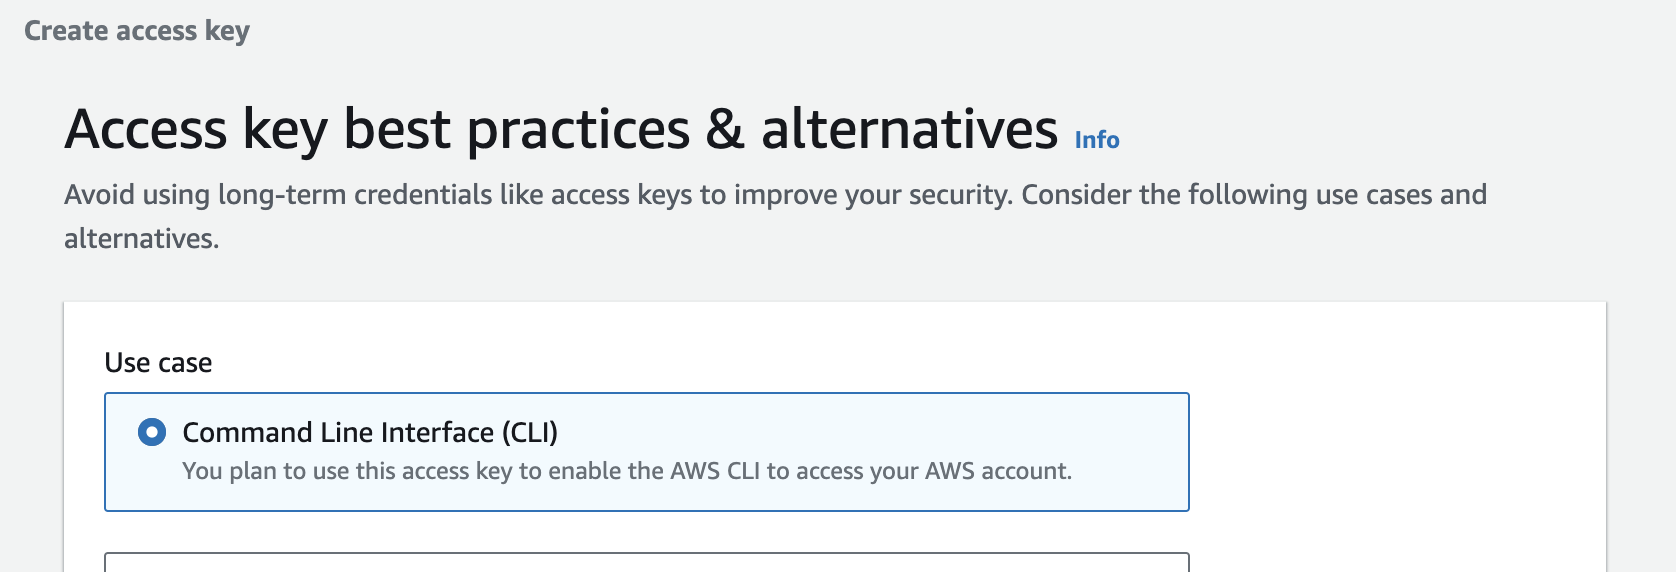 Create access key
Access key best practices & alternatives Info
Avoid using long-term credentials like access keys to improve your security. Consider the following use cases and
alternatives.
Use case
Command Line Interface (CLI)
You plan to use this access key to enable the AWS CLI to access your AWS account.